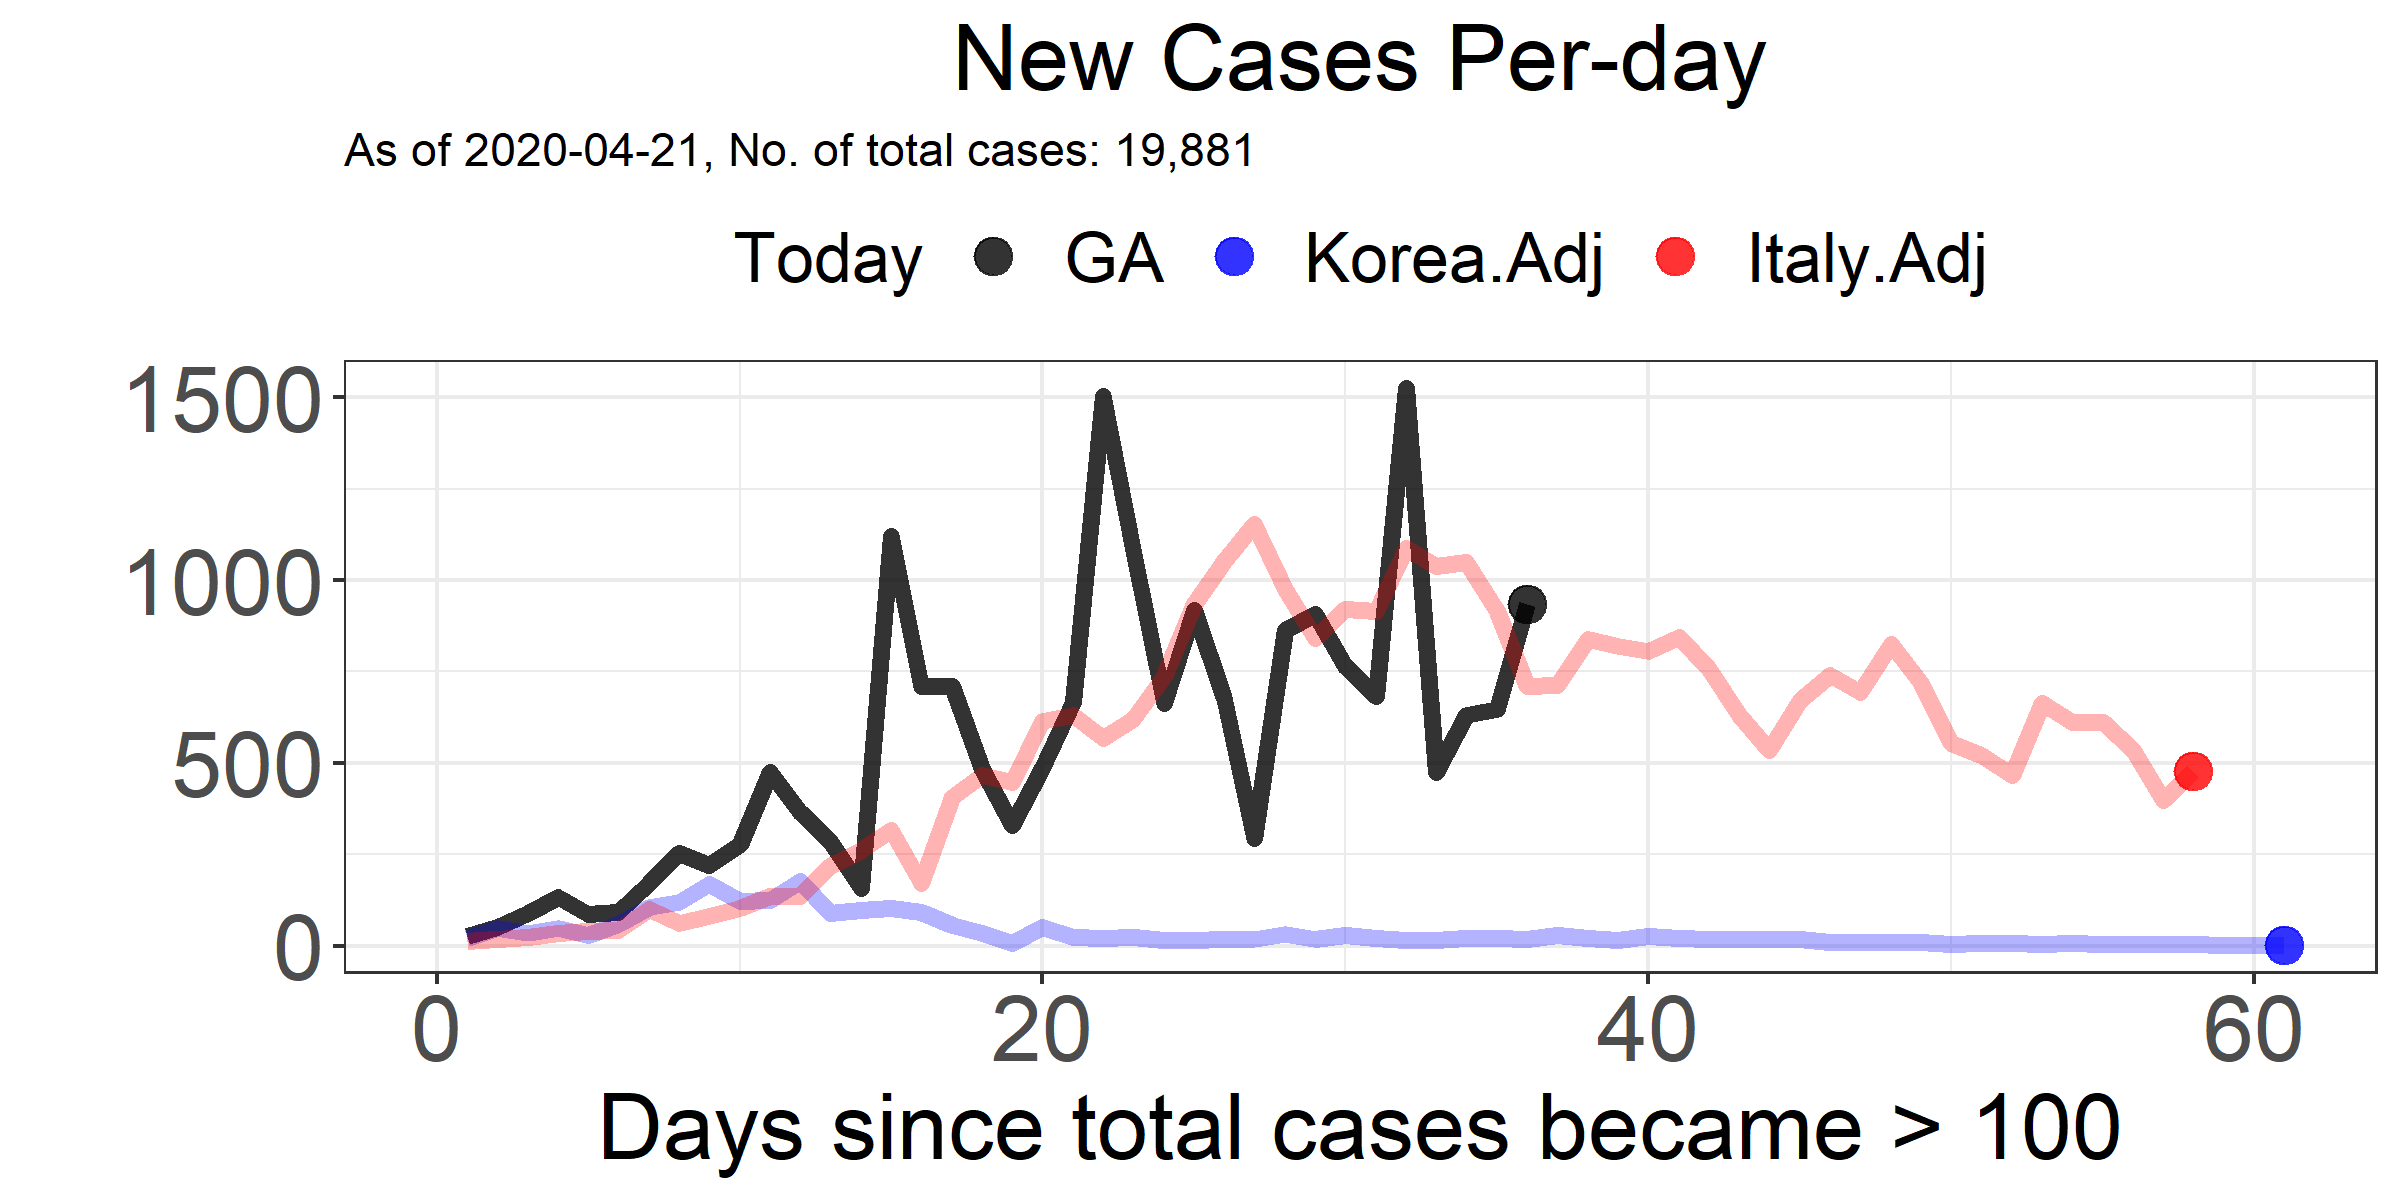 New Cases Per-day
As of 2020-04-21, No. of total cases: 19,881
Today GA Korea.Adj Italy.Adj
1500
1000
500
0
0 20 40 60
Days since total cases became > 100